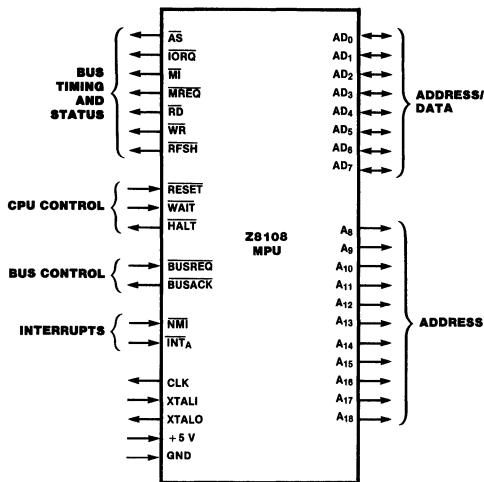 BUS
TIMING
AND
STATUS
AS
IORQ
MI
MREQ
RD
WR
RFSH
CPU CONTROL
RESET
WAIT
HALT
BUS CONTROL
BUSREQ
BUSACK
INTERRUPTS
NMI
INTA
CLK
XTALI
XTALO
+5 V
GND
Z8108
MPU
AD0
AD1
AD2
AD3
AD4
AD5
AD6
AD7
ADDRESS/
DATA
A8
A9
A10
A11
A12
A13
A14
A15
A16
A17
A18
ADDRESS